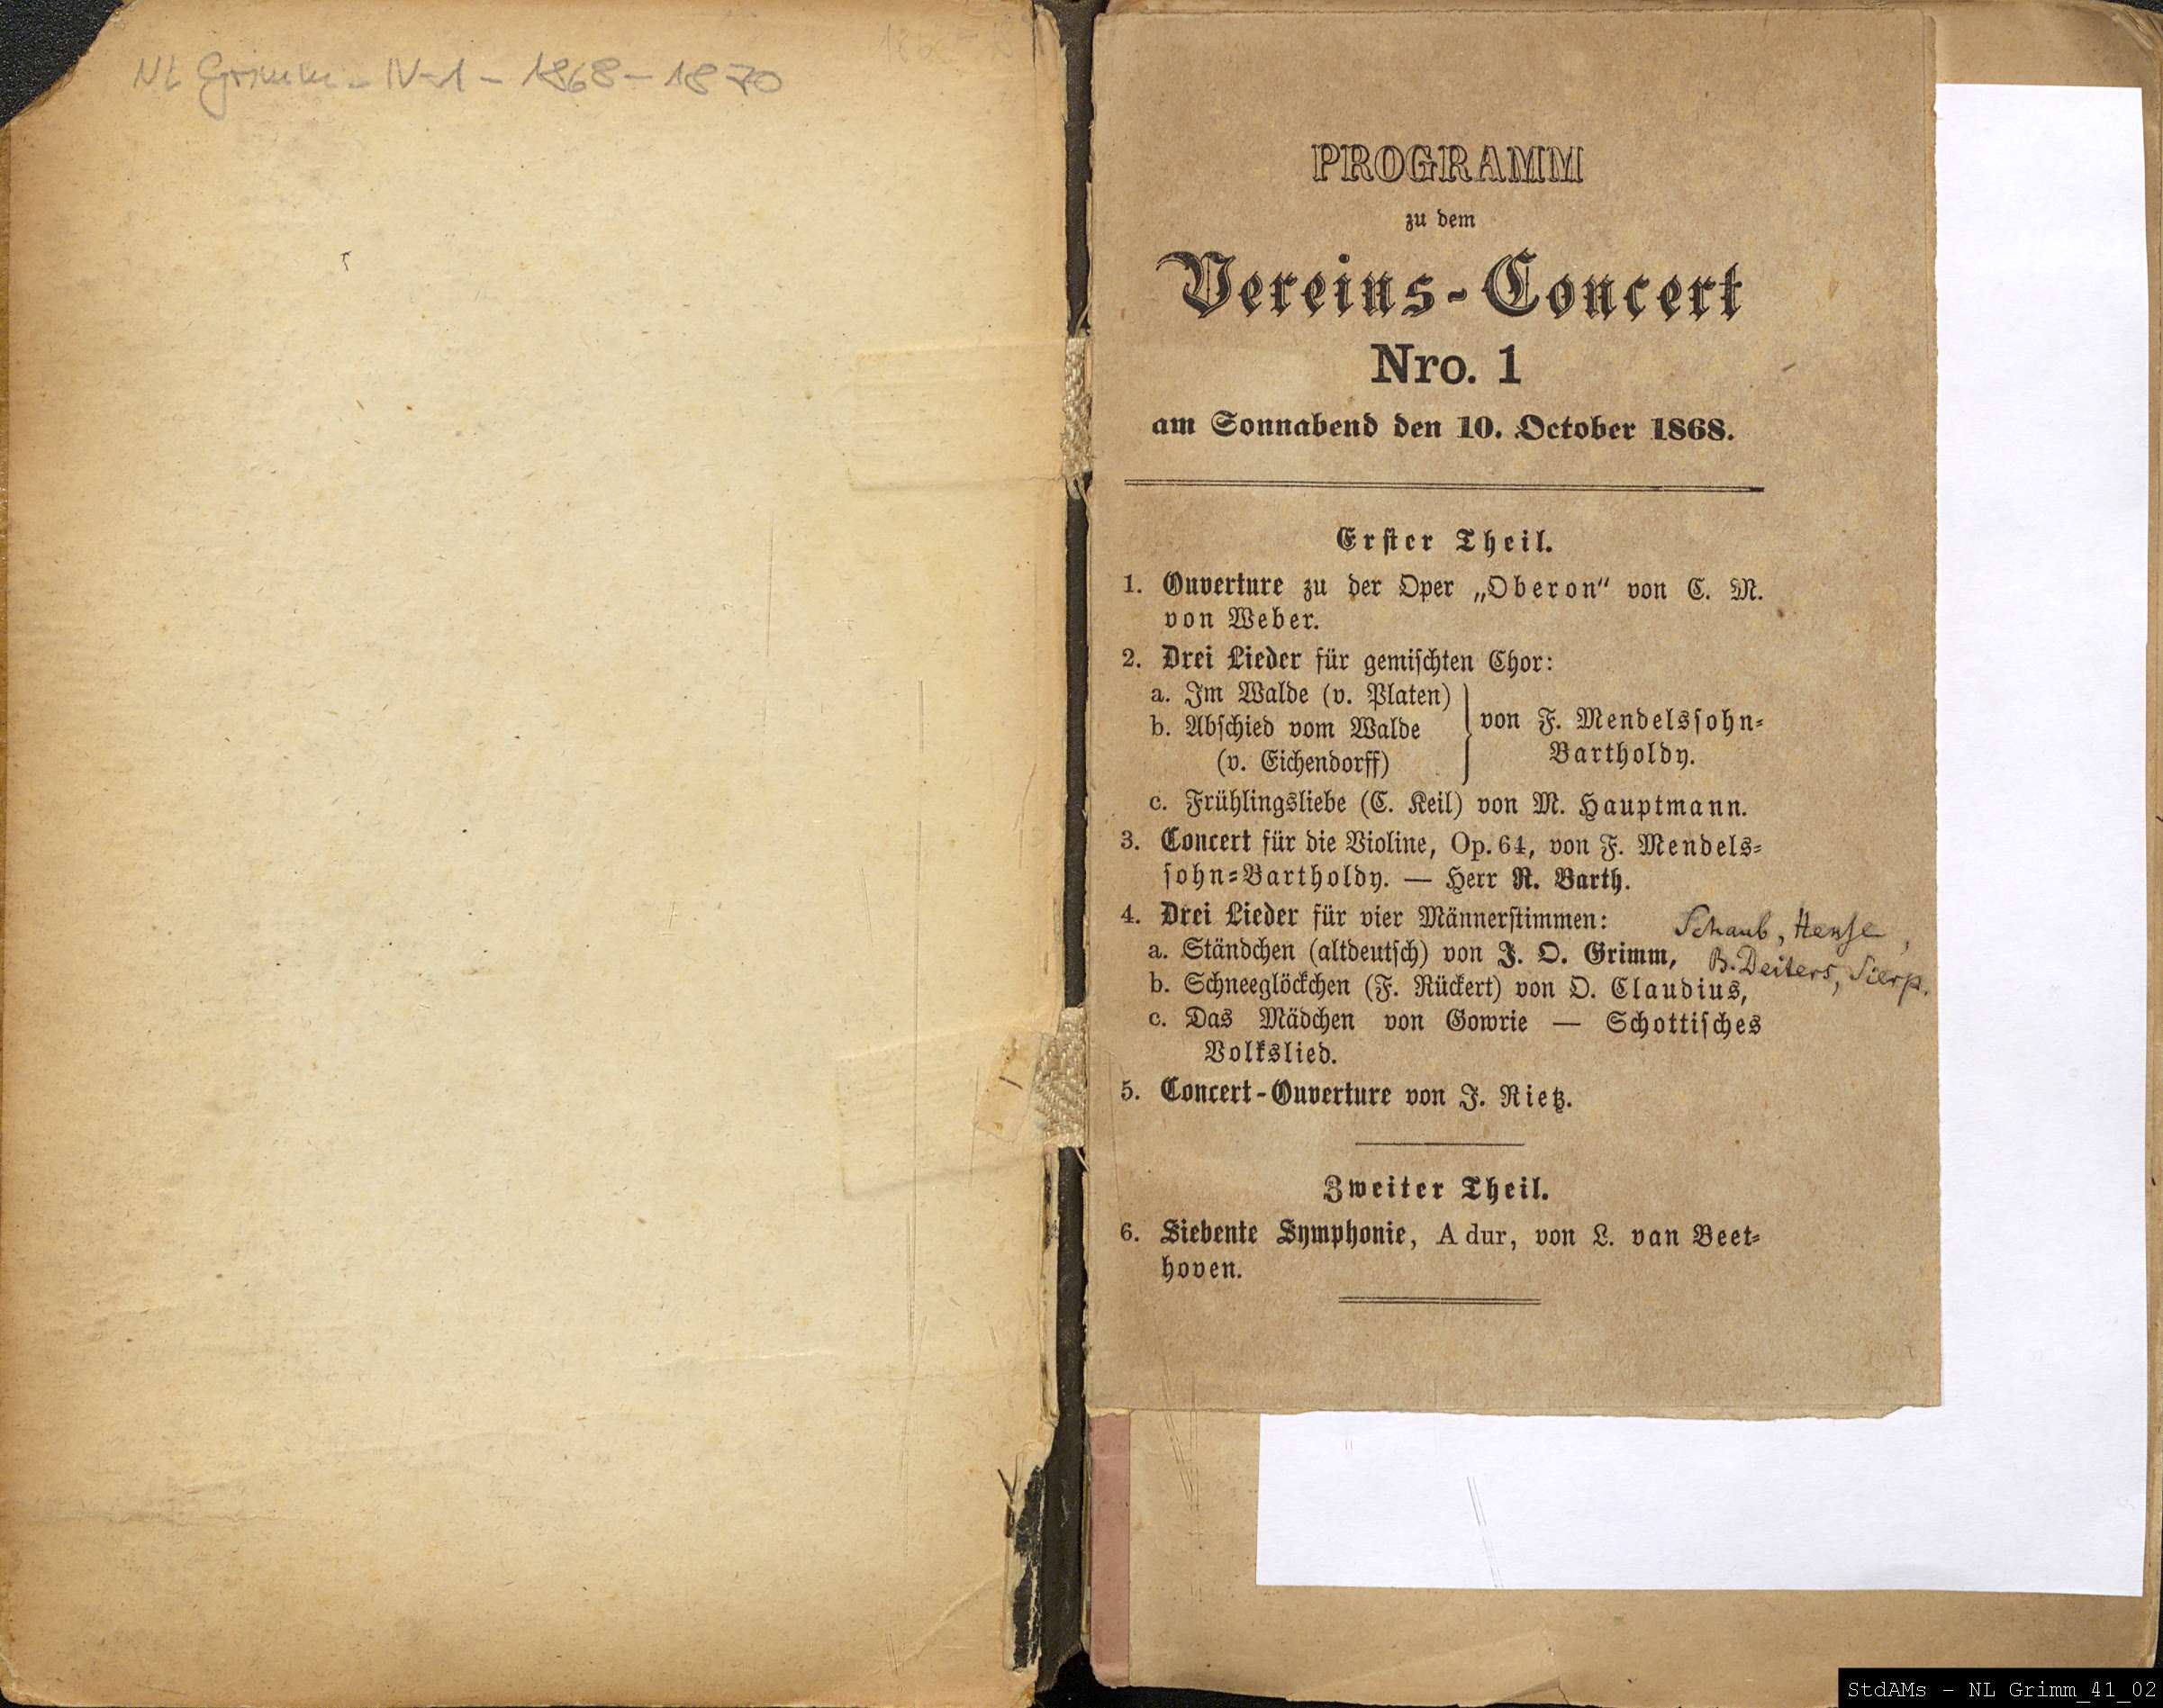 NL Grimm - IV-1 - 1868-1870
PROGRAMM
zu dem
Vereins-Concert
Nro. 1
am Sonnabend den 10. October 1868.
Erster Theil.
1. Ouverture zu der Oper „Oberon“ von C. M.
von Weber.
2. Drei Lieder für gemischten Chor:
a. Im Walde (v. Platen)
b. Abschied vom Walde
(v. Eichendorff)
von F. Mendelssohn-
Bartholdy.
c. Frühlingsliebe (C. Keil) von M. Hauptmann.
3. Concert für die Violine, Op. 64, von F. Mendels-
sohn-Bartholdy. — Herr R. Barth.
4. Drei Lieder für vier Männerstimmen:
Schaub, Hense,
a. Ständchen (altdeutsch) von J. O. Grimm,
B. Deiters, Sierp.
b. Schneeglöckchen (F. Rückert) von O. Claudius,
c. Das Mädchen von Gowrie — Schottisches
Volkslied.
5. Concert-Ouverture von J. Rietz.
Zweiter Theil.
6. Siebente Symphonie, A dur, von L. van Beet-
hoven.
StdAMs - NL Grimm_41_02